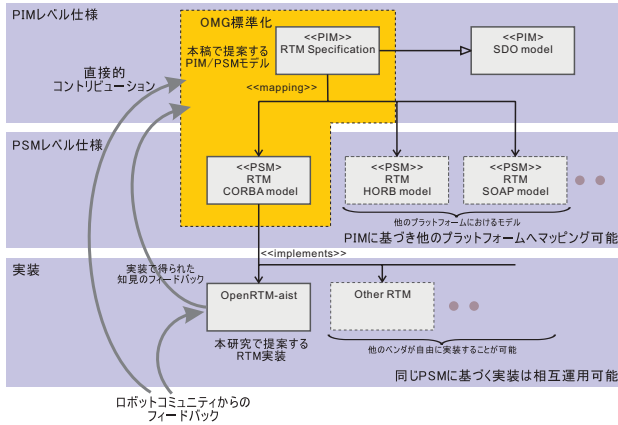 PIMレベル仕様
OMG標準化
本稿で提案する
PIM/PSMモデル
<<PIM>>
RTM Specification
<<PIM>>
SDO model
直接的
コントリビューション
<<mapping>>
PSMレベル仕様
<<PSM>
RTM
CORBA model
<<PSM>>
RTM
HORB model
<<PSM>>
RTM
SOAP model
他のプラットフォームにおけるモデル
PIMに基づき他のプラットフォームへマッピング可能
<<implements>>
実装
実装で得られた
知見のフィードバック
OpenRTM-aist
Other RTM
本研究で提案する
RTM実装
他のベンダが自由に実装することが可能
同じPSMに基づく実装は相互運用可能
ロボットコミュニティからの
フィードバック